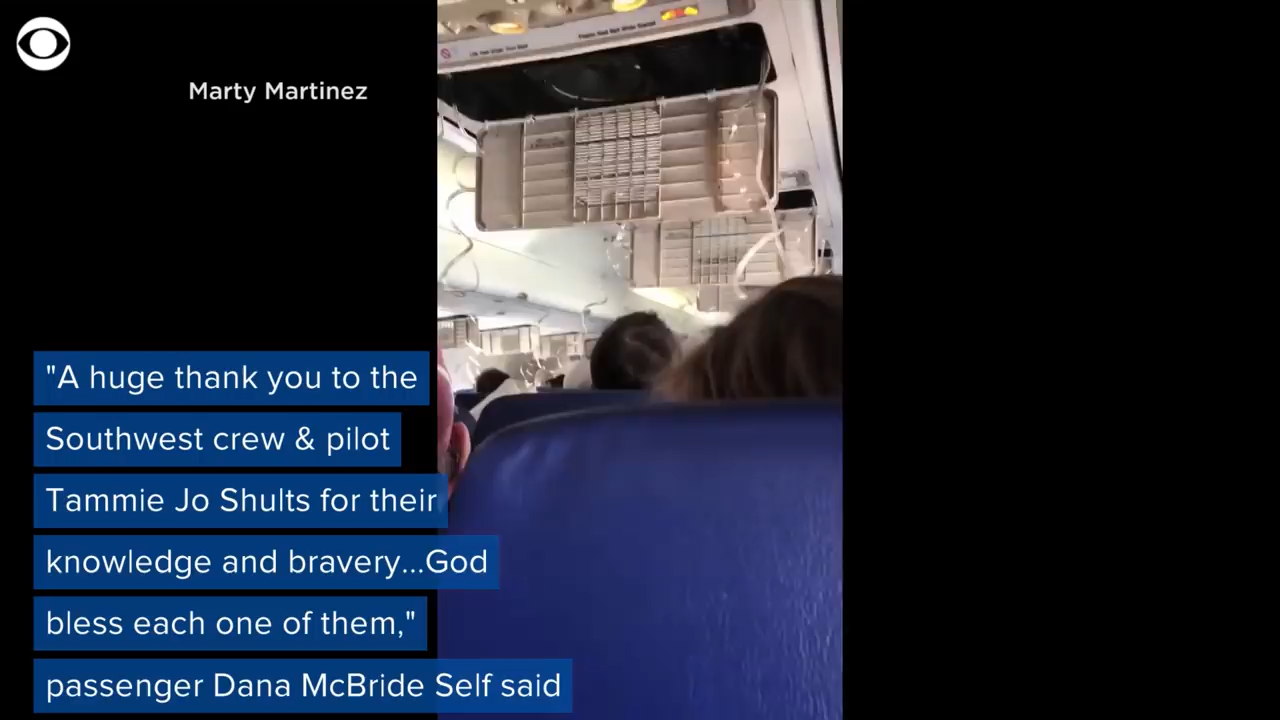 Marty Martinez
"A huge thank you to the
Southwest crew & pilot
Tammie Jo Shults for their
knowledge and bravery...God
bless each one of them,"
passenger Dana McBride Self said